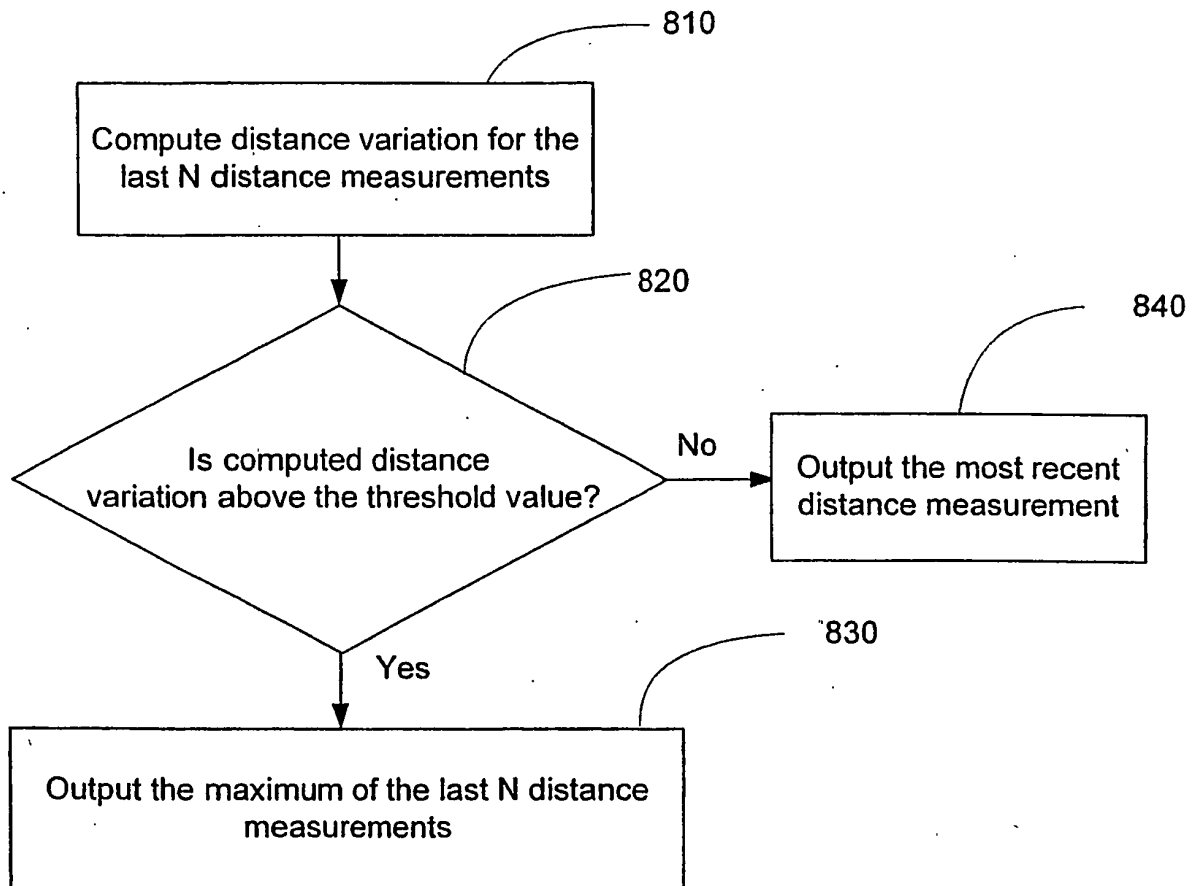 810
Compute distance variation for the
last N distance measurements
820
840
Is computed distance
variation above the threshold value?
No
Output the most recent
distance measurement
830
Yes
Output the maximum of the last N distance
measurements